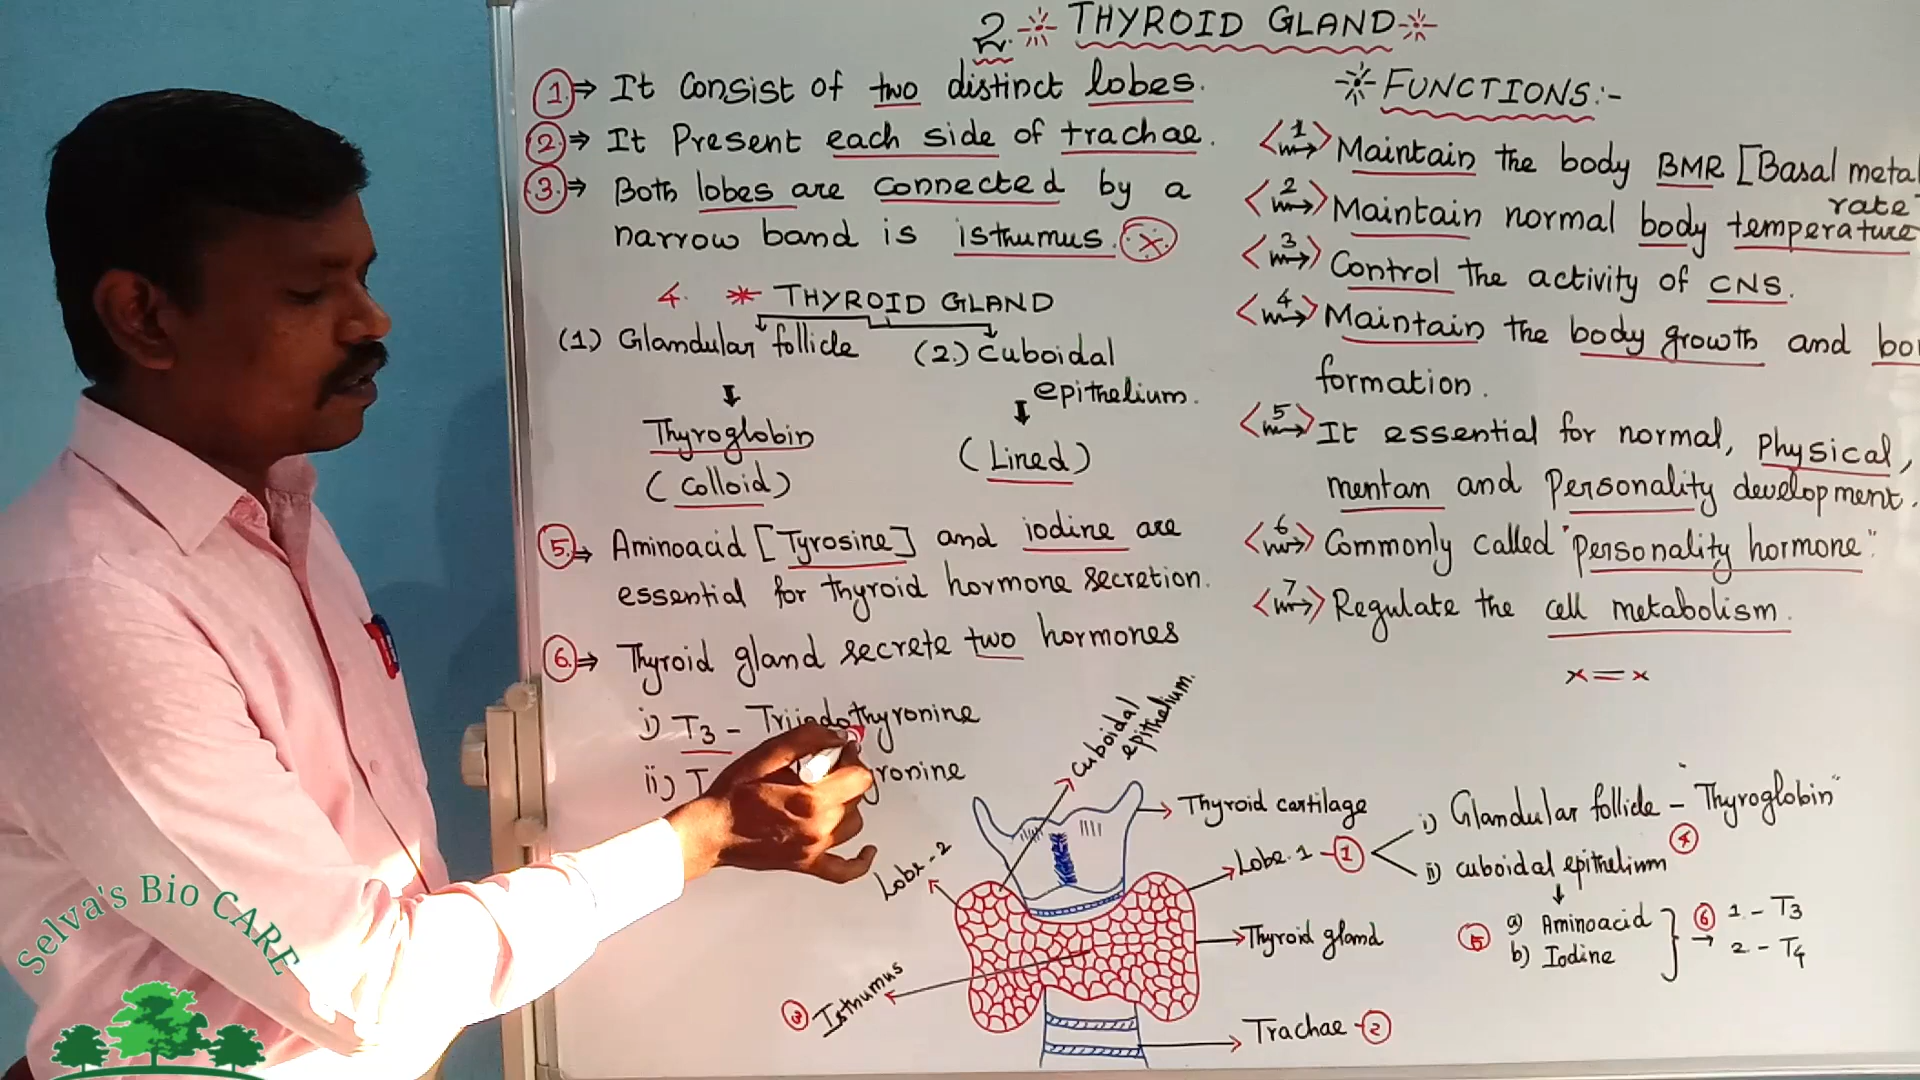 2. THYROID GLAND
1. ⇒ It consist of two distinct lobes.
2. ⇒ It Present each side of trachae.
3. ⇒ Both lobes are connected by a
narrow band is isthumus. x
4. * THYROID GLAND
(1) Glandular follicle
(2.) Cuboidal
epithelium.
Thyroglobin
(Colloid)
(Lined)
5. ⇒ Aminoacid [Tyrosine] and iodine are
essential for thyroid hormone secretion.
6. ⇒ Thyroid gland secrete two hormones
i) T3 - Triiodothyronine
ii) T yronine
FUNCTIONS:-
1 Maintain the body BMR [Basal metal
rate
2 Maintain normal body temperature
3 Control the activity of CNS.
4 Maintain the body growth and bo
formation.
5 It essential for normal, Physical,
mentan and Personality development.
6 Commonly called "Personality hormone".
7 Regulate the cell metabolism.
x = x
cuboidal
epithelium.
Thyroid cartilage
Lobe-2
Lobe.1 - 1
i) Glandular follicle - "Thyroglobin"
4
ii) cuboidal epithelium
5 a) Aminoacid
b) Iodine
6 1 - T3
2 - T4
Thyroid gland
3 Isthumus
Trachae - 2
Selva's Bio CARE